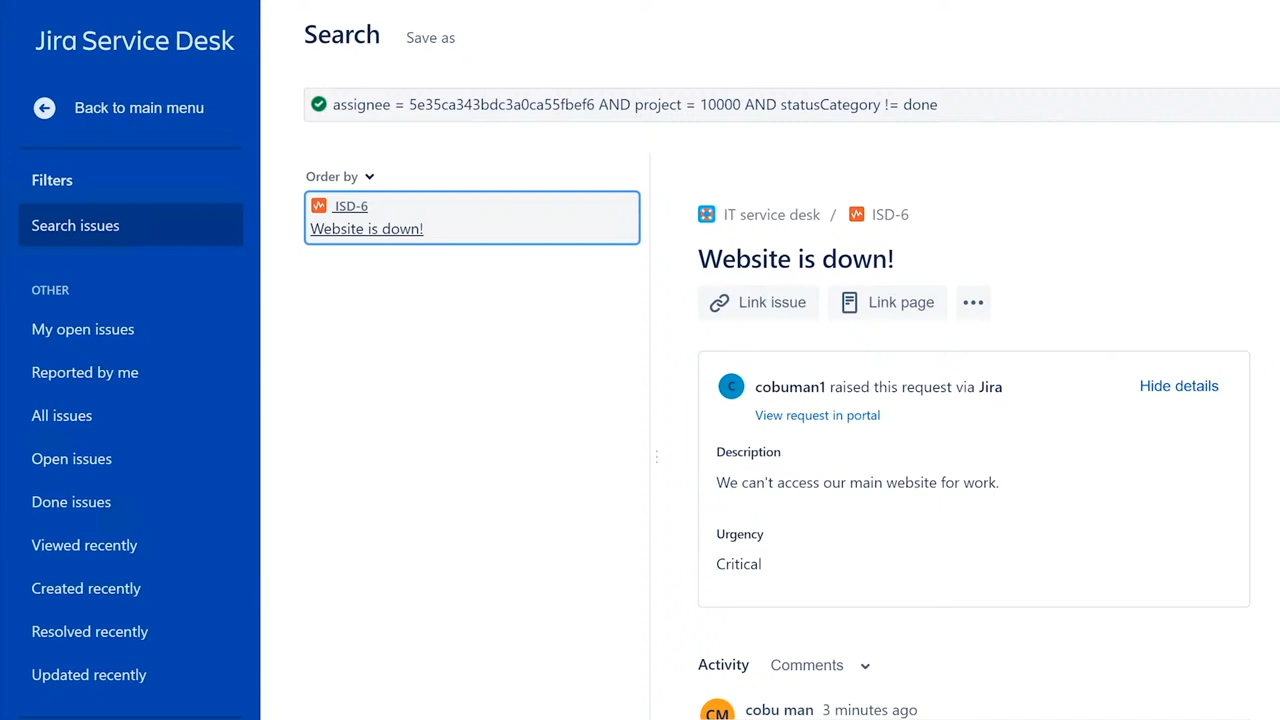 Jira Service Desk
Back to main menu
Filters
Search issues
OTHER
My open issues
Reported by me
All issues
Open issues
Done issues
Viewed recently
Created recently
Resolved recently
Updated recently
Search
Save as
assignee = 5e35ca343bdc3a0ca55fbef6 AND project = 10000 AND statusCategory != done
Order by
ISD-6
Website is down!
IT service desk / ISD-6
Website is down!
Link issue
Link page
C
cobuman1 raised this request via Jira
Hide details
View request in portal
Description
We can't access our main website for work.
Urgency
Critical
Activity
Comments
CM
cobu man 3 minutes ago